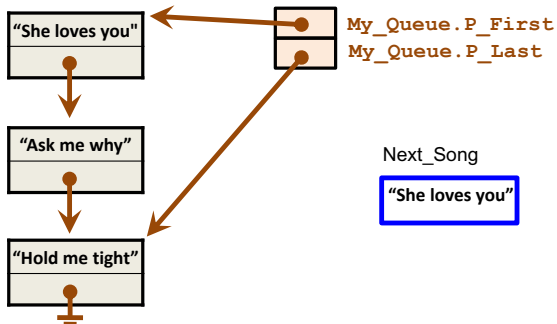 “She loves you"
My_Queue.P_First
My_Queue.P_Last
“Ask me why”
Next_Song
“She loves you”
“Hold me tight”